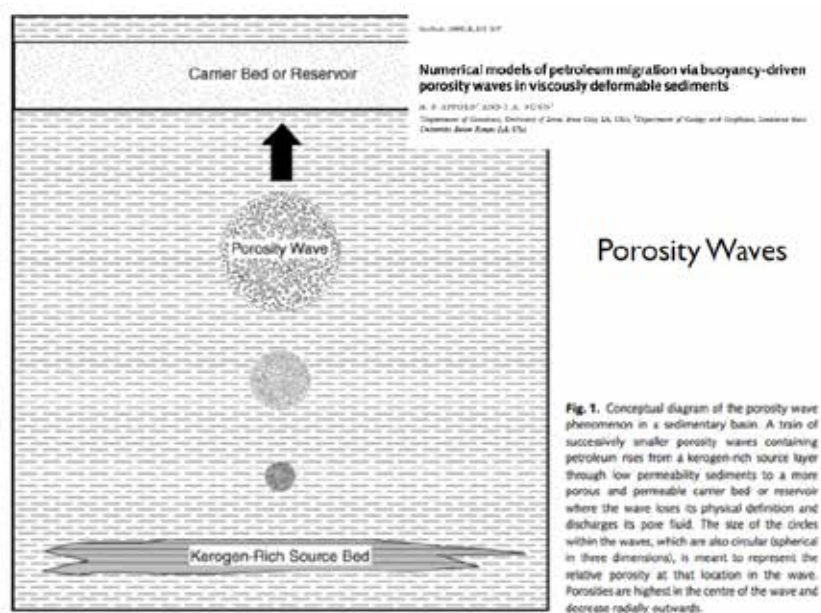 Carrier Bed or Reservoir
Numerical models of petroleum migration via buoyancy-driven
porosity waves in viscously deformable sediments
Porosity Wave
Porosity Waves
Kerogen-Rich Source Bed
Fig. 1. Conceptual diagram of the porosity wave
phenomenon in a sedimentary basin. A train of
successively smaller porosity waves containing
petroleum rises from a kerogen-rich source layer
through low permeability sediments to a more
porous and permeable carrier bed or reservoir
where the wave loses its physical definition and
discharges its pore fluid. The size of the circles
within the waves, which are also circular (spherical
in three dimensions), is meant to represent the
relative porosity at that location in the wave.
Porosities are highest in the centre of the wave and
decrease radially outwards.